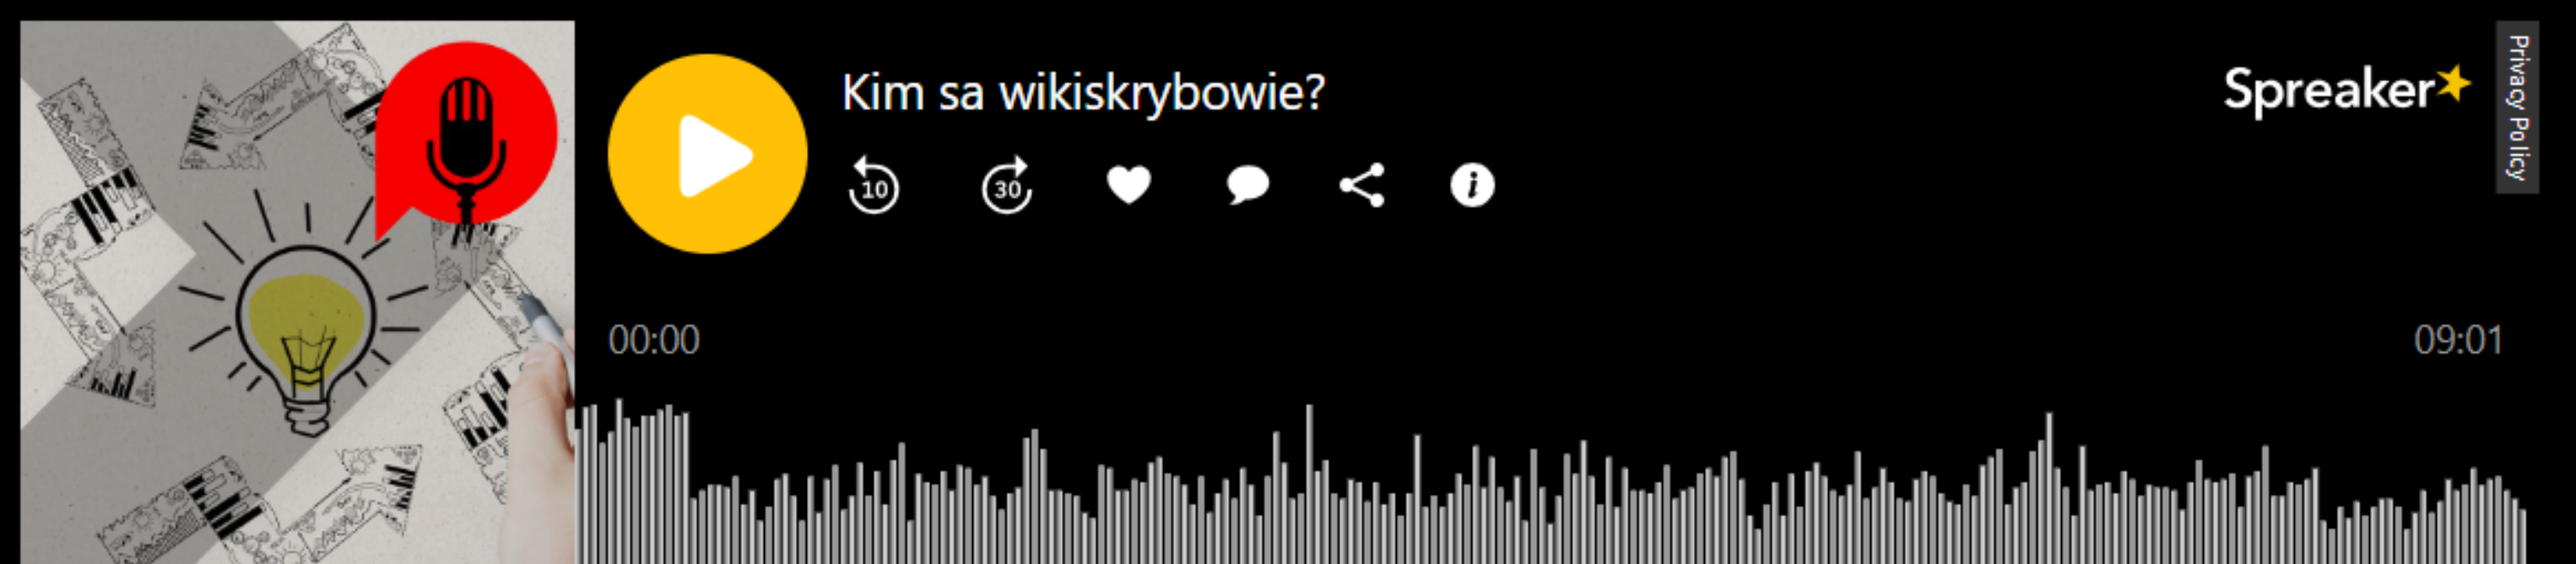 Kim sa wikiskrybowie?
Spreaker
Privacy Policy
10
30
i
00:00
09:01